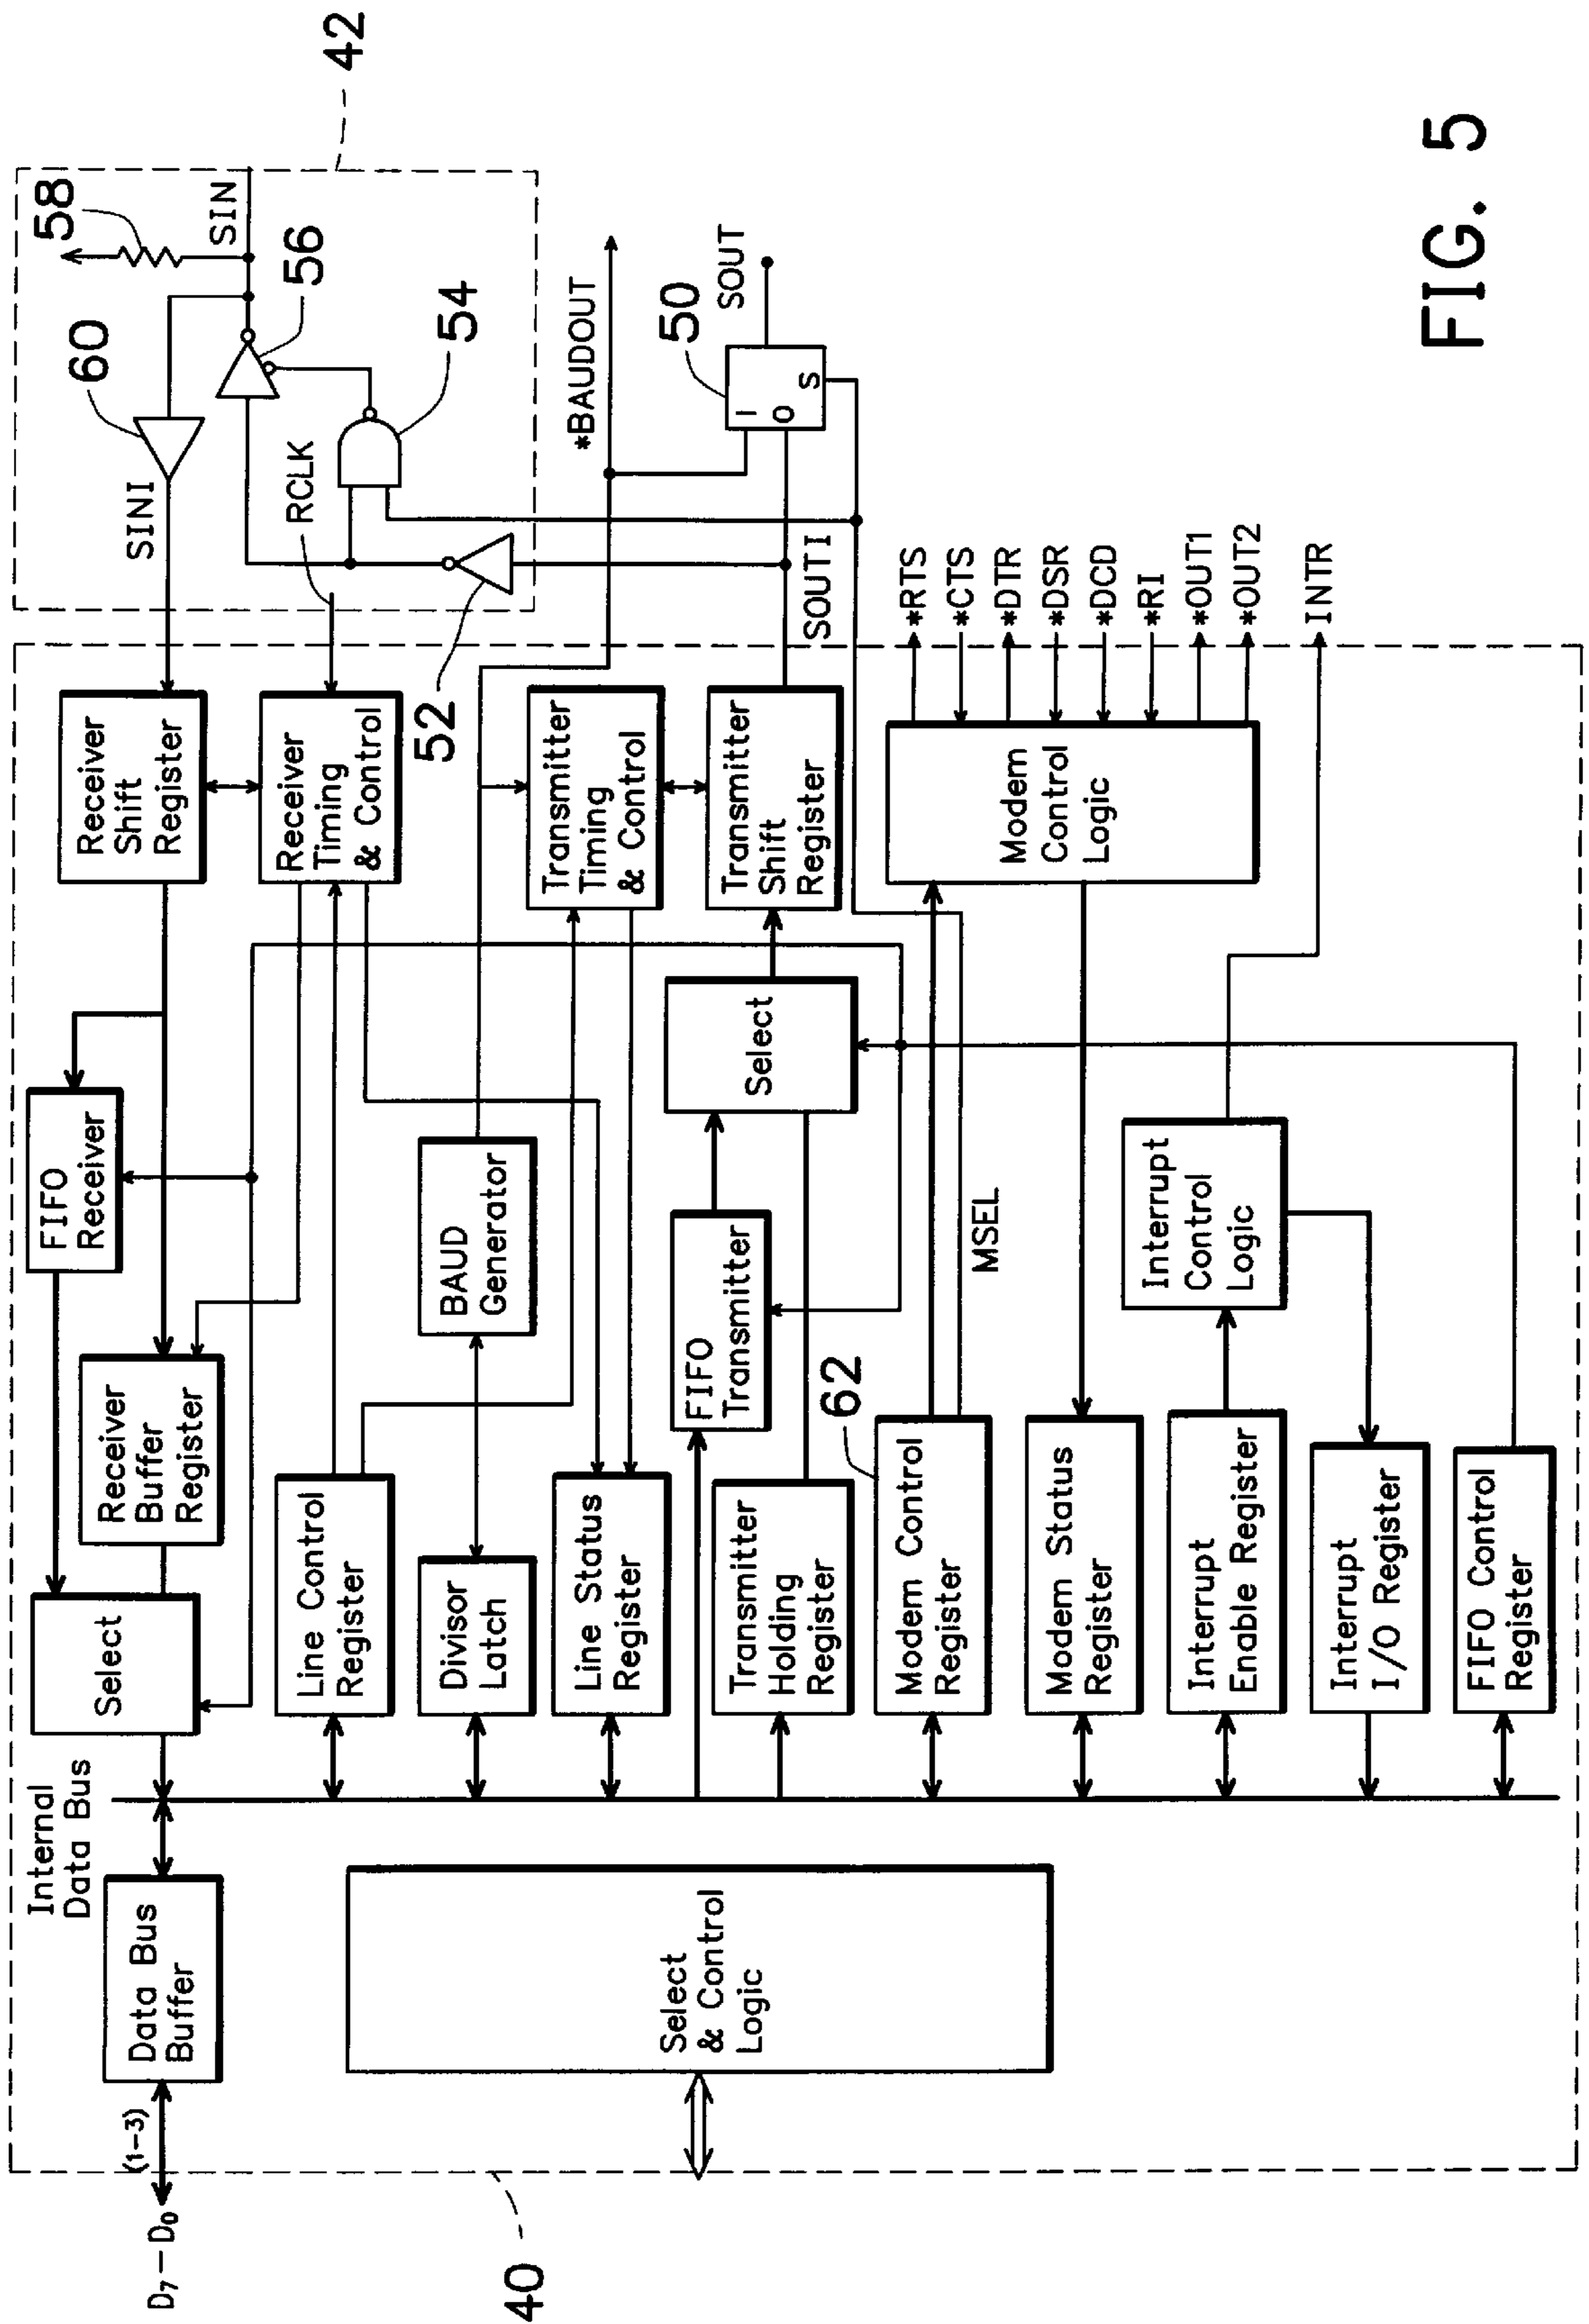 D7–D0
(1–3)
Data Bus
Buffer
Internal
Data Bus
Select
& Control
Logic
40
Select
Receiver
Buffer
Register
FIFO
Receiver
Receiver
Shift
Register
SINI
60
58
SIN
42
56
54
Line Control
Register
Receiver
Timing
& Control
RCLK
52
Divisor
Latch
BAUD
Generator
*BAUDOUT
Line Status
Register
Transmitter
Timing
& Control
FIFO
Transmitter
Select
Transmitter
Shift
Register
SOUTI
50
1
0
S
SOUT
Transmitter
Holding
Register
62
Modem Control
Register
MSEL
Modem
Control
Logic
*RTS
*CTS
*DTR
*DSR
*DCD
*RI
*OUT1
*OUT2
INTR
Modem Status
Register
Interrupt
Enable Register
Interrupt
Control
Logic
Interrupt
I/O Register
FIFO Control
Register
FIG. 5